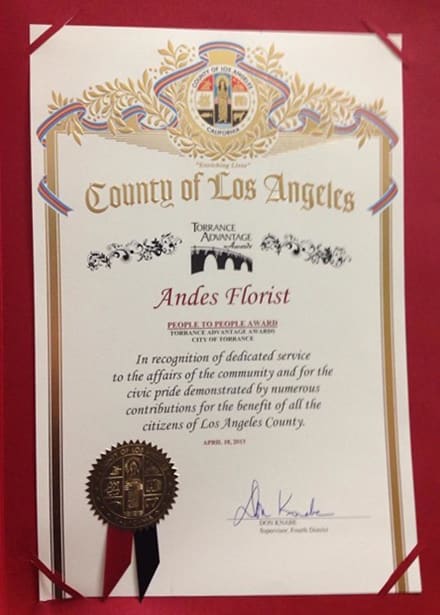 COUNTY OF LOS ANGELES
CALIFORNIA
"Enriching Lives"
County of Los Angeles
TORRANCE
ADVANTAGE
Awards
Andes Florist
PEOPLE TO PEOPLE AWARD
TORRANCE ADVANTAGE AWARDS
CITY OF TORRANCE
In recognition of dedicated service
to the affairs of the community and for the
civic pride demonstrated by numerous
contributions for the benefit of all the
citizens of Los Angeles County.
APRIL 10, 2013
Don Knabe
DON KNABE
Supervisor, Fourth District